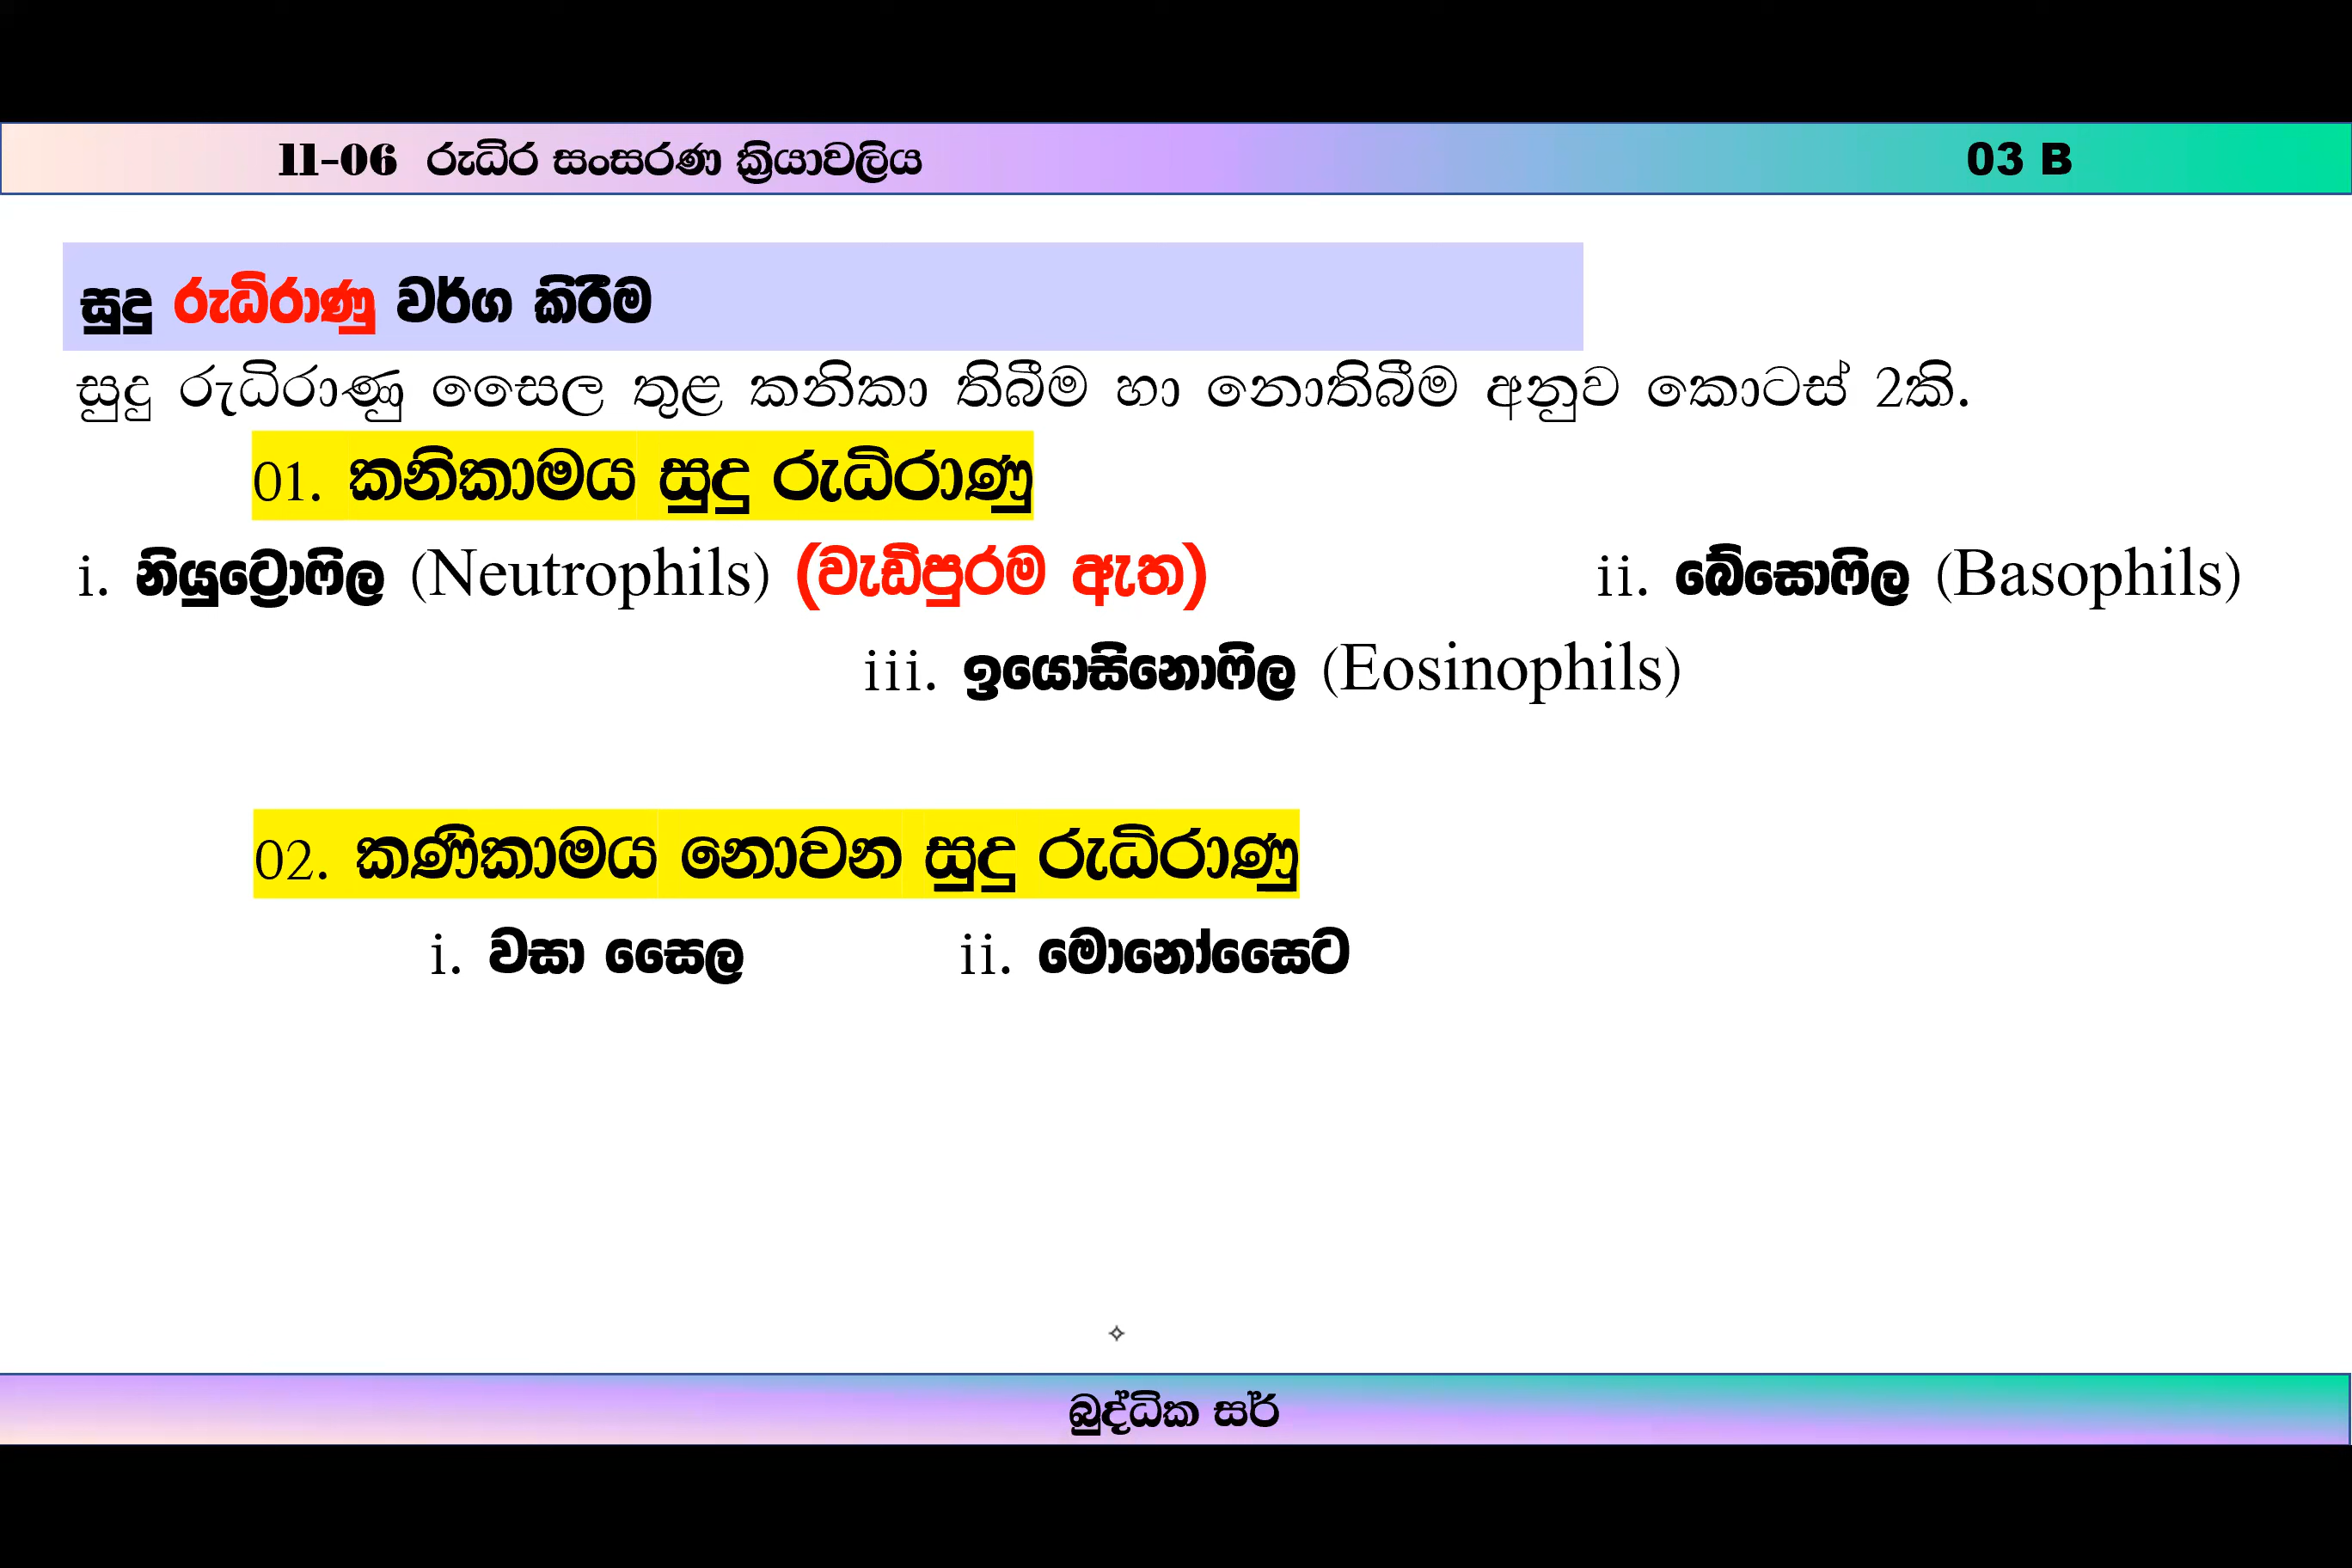 11-06 රුධිර සංසරණ ක්‍රියාවලිය 03 B
සුදු රුධිරාණු වර්ග කිරීම
සුදු රුධිරාණු සෛල තුළ කනිකා තිබීම හා නොතිබීම අනුව කොටස් 2කි.
01. කනිකාමය සුදු රුධිරාණු
i. නියුට්‍රොෆිල (Neutrophils) (වැඩිපුරම ඇත) ii. බේසොෆිල (Basophils)
iii. ඉයොසිනොෆිල (Eosinophils)
02. කණිකාමය නොවන සුදු රුධිරාණු
i. වසා සෛල ii. මොනෝසෛට
බුද්ධික සර්